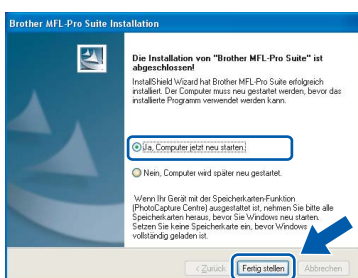 Brother MFL-Pro Suite Installation
Die Installation von "Brother MFL-Pro Suite" ist
abgeschlossen!
InstallShield Wizard hat Brother MFL-Pro Suite erfolgreich
installiert. Der Computer muss neu gestartet werden, bevor das
installierte Programm verwendet werden kann.
Ja, Computer jetzt neu starten.
Nein, Computer wird später neu gestartet.
Wenn Ihr Gerät mit der Speicherkarten-Funktion
(PhotoCapture Centre) ausgestattet ist, nehmen Sie bitte alle
Speicherkarten heraus, bevor Sie Windows neu starten.
Setzen Sie keine Speicherkarte ein, bevor Windows
vollständig geladen ist.
< Zurück Fertig stellen Abbrechen